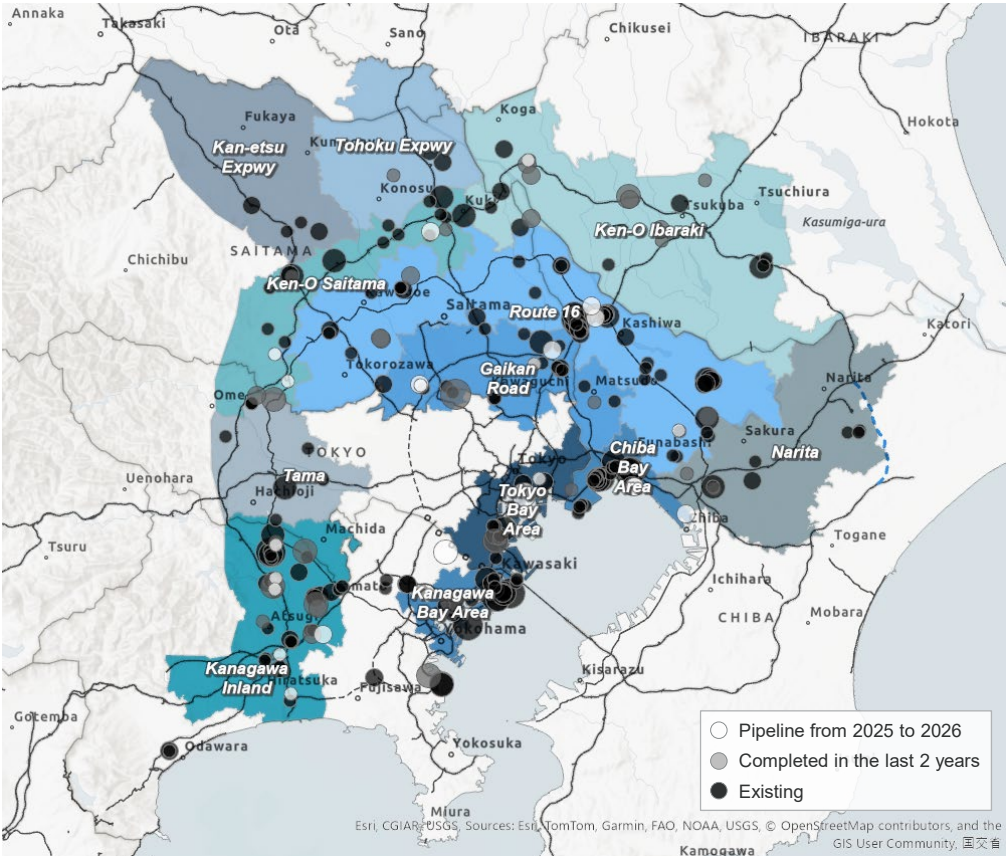 Annaka
Takasaki
Ota
Sano
Chikusei
IBARAKI
Koga
Fukaya
Hokota
Kan-etsu
Expwy
Tohoku Expwy
Konosu
Kuki
Tsukuba
Tsuchiura
Kasumiga-ura
Ken-O Ibaraki
SAITAMA
Chichibu
Ken-O Saitama
Saitama
Route 16
Kashiwa
Katori
Tokorozawa
Gaikan
Road
Kawaguchi
Narita
Ome
TOKYO
Sakura
Funabashi
Chiba
Bay
Area
Narita
Uenohara
Tama
Hachioji
Tokyo
Tokyo
Bay
Area
Chiba
Togane
Tsuru
Machida
Kawasaki
Ichihara
Kanagawa
Bay Area
CHIBA
Mobara
Atsugi
Yokohama
Kanagawa
Inland
Hiratsuka
Fujisawa
Kisarazu
Gotemba
Odawara
Yokosuka
Pipeline from 2025 to 2026
Completed in the last 2 years
Existing
Miura
Esri, CGIAR, USGS, Sources: Esri, TomTom, Garmin, FAO, NOAA, USGS, © OpenStreetMap contributors, and the
GIS User Community, 国交省
Kamogawa